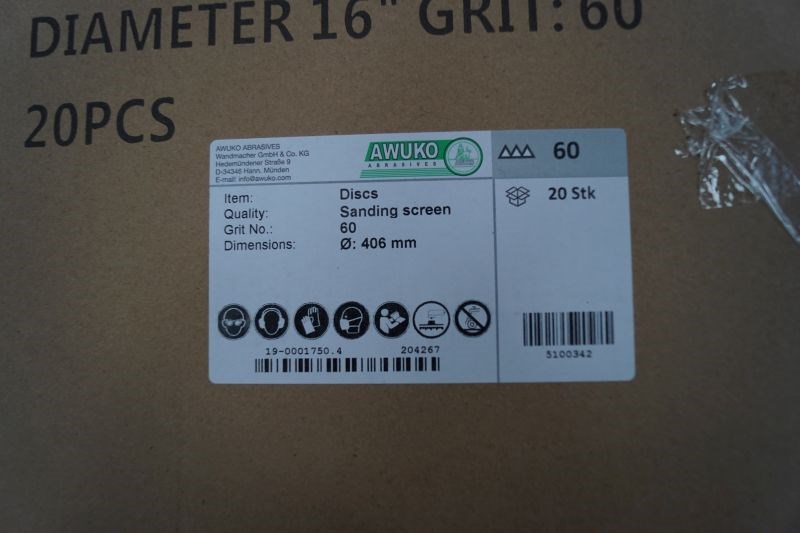 DIAMETER 16" GRIT: 60
20PCS
AWUKO ABRASIVES
Wandmacher GmbH & Co. KG
Hedemündener Straße 9
D-34346 Hann. Münden
E-mail: info@awuko.com
AWUKO
ABRASIVES
60
Item: Discs
Quality: Sanding screen
Grit No.: 60
Dimensions: Ø: 406 mm
20 Stk
19-0001750.4 204267
5100342